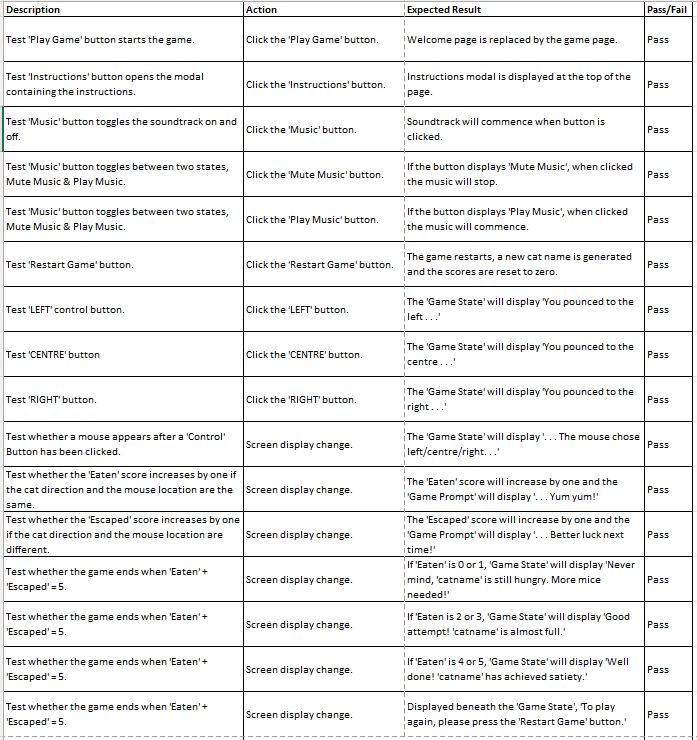 Description Action Expected Result Pass/Fail
Test 'Play Game' button starts the game. Click the 'Play Game' button. Welcome page is replaced by the game page. Pass
Test 'Instructions' button opens the modal
containing the instructions.
Click the 'Instructions' button.
Instructions modal is displayed at the top of the
page.
Pass
Test 'Music' button toggles the soundtrack on and
off.
Click the 'Music' button.
Soundtrack will commence when button is
clicked.
Pass
Test 'Music' button toggles between two states,
Mute Music & Play Music.
Click the 'Mute Music' button.
If the button displays 'Mute Music', when clicked
the music will stop.
Pass
Test 'Music' button toggles between two states,
Mute Music & Play Music.
Click the 'Play Music' button.
If the button displays 'Play Music', when clicked
the music will commence.
Pass
Test 'Restart Game' button.
Click the 'Restart Game' button.
The game restarts, a new cat name is generated
and the scores are reset to zero.
Pass
Test 'LEFT' control button.
Click the 'LEFT' button.
The 'Game State' will display 'You pounced to the
left . . .'
Pass
Test 'CENTRE' button
Click the 'CENTRE' button.
The 'Game State' will display 'You pounced to the
centre . . .'
Pass
Test 'RIGHT' button.
Click the 'RIGHT' button.
The 'Game State' will display 'You pounced to the
right . . .'
Pass
Test whether a mouse appears after a 'Control'
Button has been clicked.
Screen display change.
The 'Game State' will display '. . . The mouse chose
left/centre/right. . .'
Pass
Test whether the 'Eaten' score increases by one if
the cat direction and the mouse location are the
same.
Screen display change.
The 'Eaten' score will increase by one and the
'Game Prompt' will display '. . . Yum yum!'
Pass
Test whether the 'Escaped' score increases by one
if the cat direction and the mouse location are
different.
Screen display change.
The 'Escaped' score will increase by one and the
'Game Prompt' will display '. . . Better luck next
time!'
Pass
Test whether the game ends when 'Eaten' +
'Escaped' = 5.
Screen display change.
If 'Eaten' is 0 or 1, 'Game State' will display 'Never
mind, 'catname' is still hungry. More mice
needed!'
Pass
Test whether the game ends when 'Eaten' +
'Escaped' = 5.
Screen display change.
If 'Eaten is 2 or 3, 'Game State' will display 'Good
attempt! 'catname' is almost full.'
Pass
Test whether the game ends when 'Eaten' +
'Escaped' = 5.
Screen display change.
If 'Eaten' is 4 or 5, 'Game State' will display 'Well
done! 'catname' has achieved satiety.'
Pass
Test whether the game ends when 'Eaten' +
'Escaped' = 5.
Screen display change.
Displayed beneath the 'Game State', 'To play
again, please press the 'Restart Game' button.'
Pass